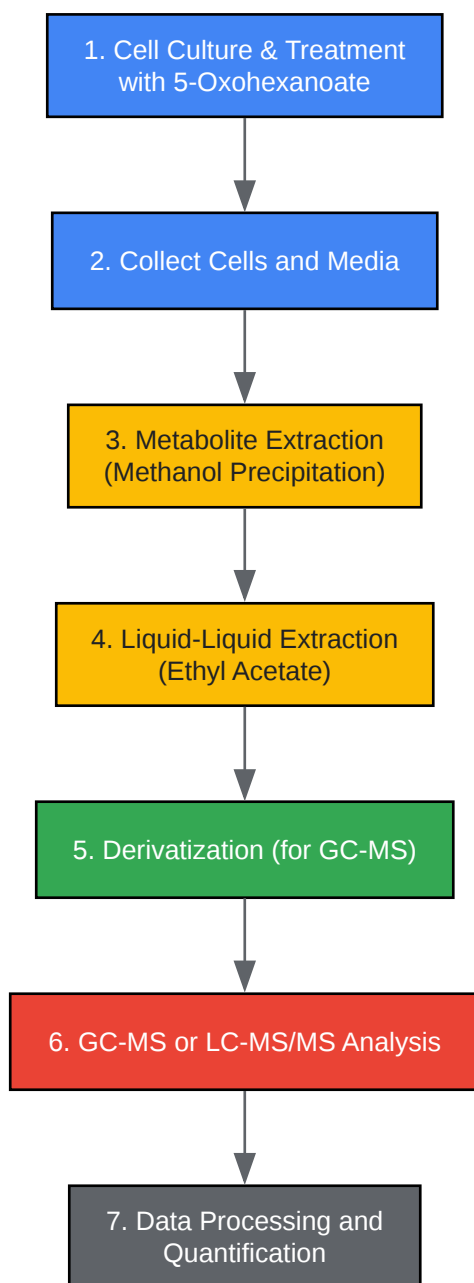 1. Cell Culture & Treatment
with 5-Oxohexanoate
2. Collect Cells and Media
3. Metabolite Extraction
(Methanol Precipitation)
4. Liquid-Liquid Extraction
(Ethyl Acetate)
5. Derivatization (for GC-MS)
6. GC-MS or LC-MS/MS Analysis
7. Data Processing and
Quantification